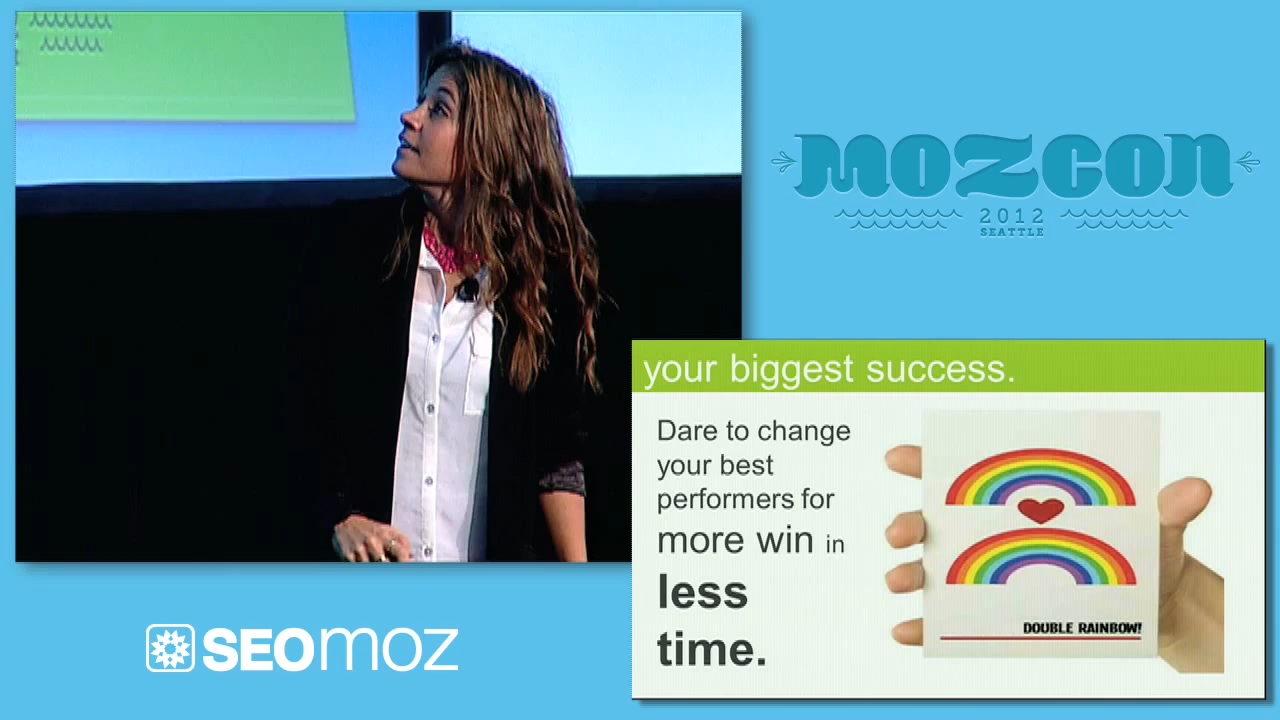 MOZCON
2012
SEATTLE
your biggest success.
Dare to change
your best
performers for
more win in
less
time.
DOUBLE RAINBOW!
SEOmoz